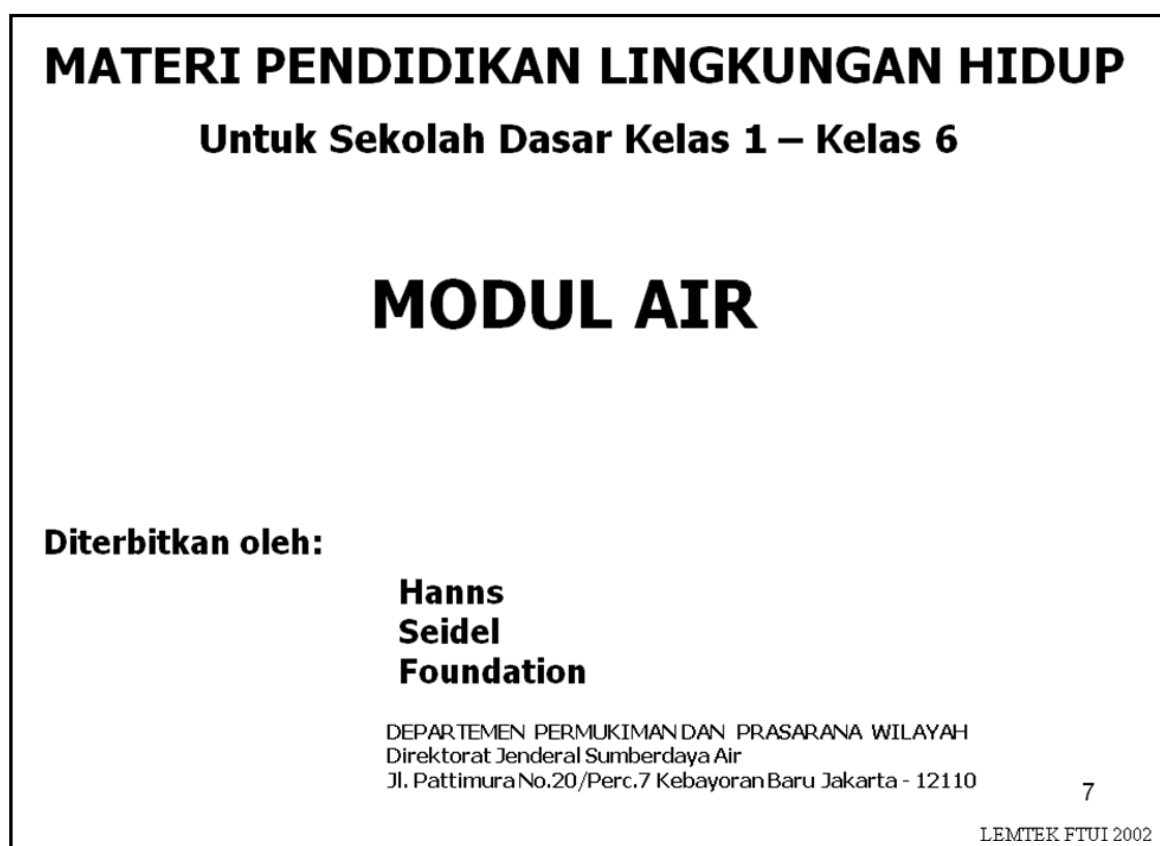 MATERI PENDIDIKAN LINGKUNGAN HIDUP
Untuk Sekolah Dasar Kelas 1 – Kelas 6
MODUL AIR
Diterbitkan oleh:
Hanns
Seidel
Foundation
DEPARTEMEN PERMUKIMAN DAN PRASARANA WILAYAH
Direktorat Jenderal Sumberdaya Air
Jl. Pattimura No.20/Perc.7 Kebayoran Baru Jakarta - 12110
7
LEMTEK FTUI 2002